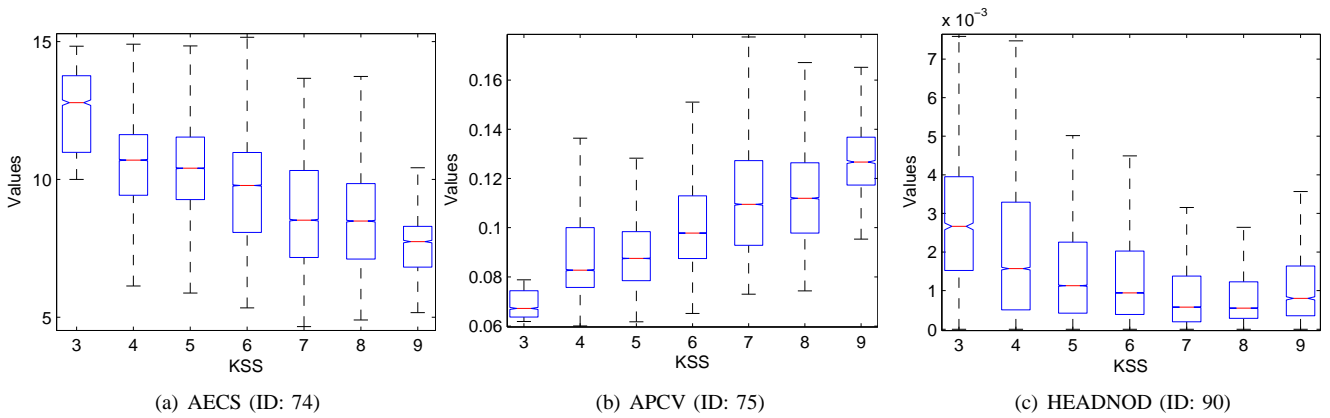 x 10⁻³
15
10
5
Values
3 4 5 6 7 8 9
KSS
(a) AECS (ID: 74)
0.16
0.14
0.12
0.1
0.08
0.06
Values
3 4 5 6 7 8 9
KSS
(b) APCV (ID: 75)
7
6
5
4
3
2
1
0
Values
3 4 5 6 7 8 9
KSS
(c) HEADNOD (ID: 90)